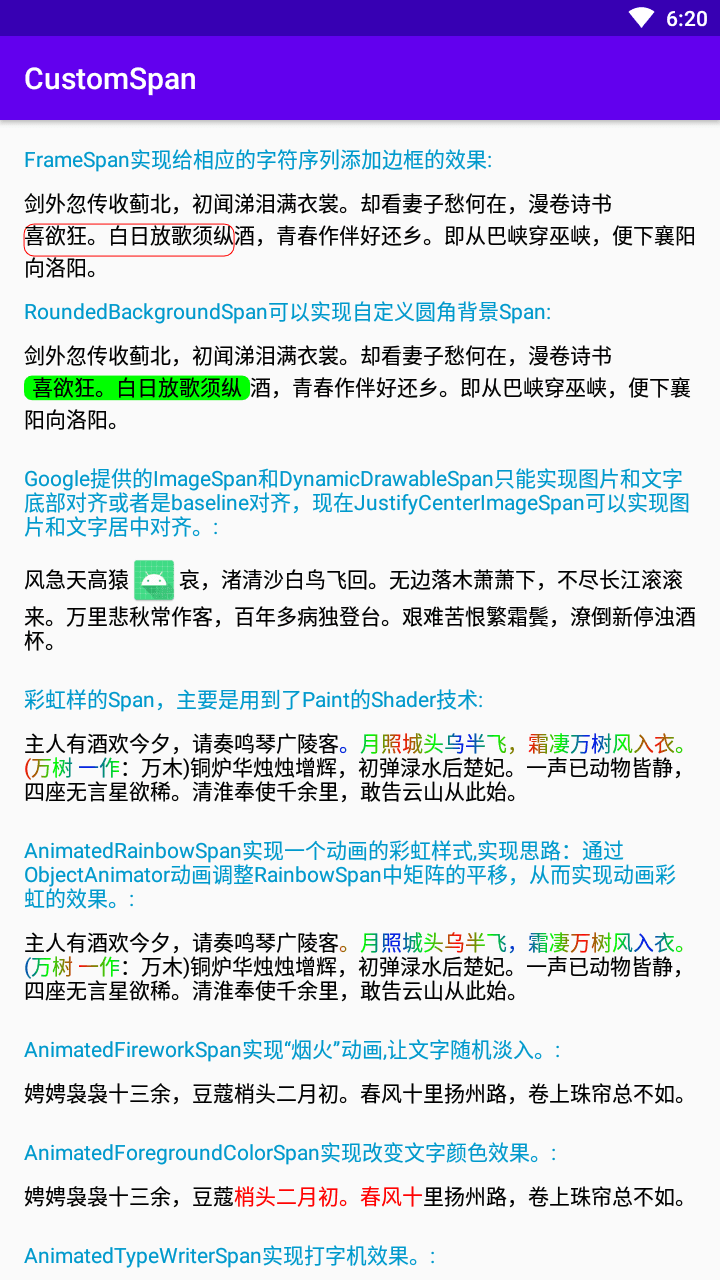 6:20
CustomSpan
FrameSpan实现给相应的字符序列添加边框的效果:
剑外忽传收蓟北，初闻涕泪满衣裳。却看妻子愁何在，漫卷诗书
喜欲狂。白日放歌须纵酒，青春作伴好还乡。即从巴峡穿巫峡，便下襄阳
向洛阳。
RoundedBackgroundSpan可以实现自定义圆角背景Span:
剑外忽传收蓟北，初闻涕泪满衣裳。却看妻子愁何在，漫卷诗书
喜欲狂。白日放歌须纵 酒，青春作伴好还乡。即从巴峡穿巫峡，便下襄
阳向洛阳。
Google提供的ImageSpan和DynamicDrawableSpan只能实现图片和文字
底部对齐或者是baseline对齐，现在JustifyCenterImageSpan可以实现图
片和文字居中对齐。:
风急天高猿 哀，渚清沙白鸟飞回。无边落木萧萧下，不尽长江滚滚
来。万里悲秋常作客，百年多病独登台。艰难苦恨繁霜鬓，潦倒新停浊酒
杯。
彩虹样的Span，主要是用到了Paint的Shader技术:
主人有酒欢今夕，请奏鸣琴广陵客。月照城头乌半飞，霜凄万树风入衣。
(万树 一作：万木)铜炉华烛烛增辉，初弹渌水后楚妃。一声已动物皆静，
四座无言星欲稀。清淮奉使千余里，敢告云山从此始。
AnimatedRainbowSpan实现一个动画的彩虹样式,实现思路：通过
ObjectAnimator动画调整RainbowSpan中矩阵的平移，从而实现动画彩
虹的效果。:
主人有酒欢今夕，请奏鸣琴广陵客。月照城头乌半飞，霜凄万树风入衣。
(万树 一作：万木)铜炉华烛烛增辉，初弹渌水后楚妃。一声已动物皆静，
四座无言星欲稀。清淮奉使千余里，敢告云山从此始。
AnimatedFireworkSpan实现“烟火”动画,让文字随机淡入。:
娉娉袅袅十三余，豆蔻梢头二月初。春风十里扬州路，卷上珠帘总不如。
AnimatedForegroundColorSpan实现改变文字颜色效果。:
娉娉袅袅十三余，豆蔻梢头二月初。春风十里扬州路，卷上珠帘总不如。
AnimatedTypeWriterSpan实现打字机效果。: